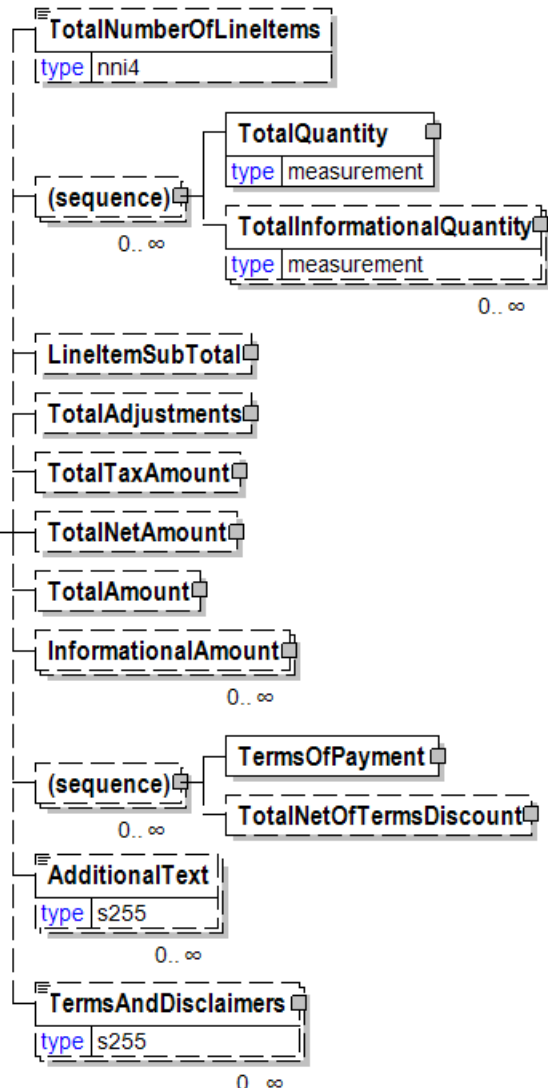 TotalNumberOfLineItems
type nni4
TotalQuantity
type measurement
(sequence)
0.. ∞
TotalInformationalQuantity
type measurement
0.. ∞
LineItemSubTotal
TotalAdjustments
TotalTaxAmount
TotalNetAmount
TotalAmount
InformationalAmount
0.. ∞
TermsOfPayment
(sequence)
0.. ∞
TotalNetOfTermsDiscount
AdditionalText
type s255
0.. ∞
TermsAndDisclaimers
type s255
0.. ∞